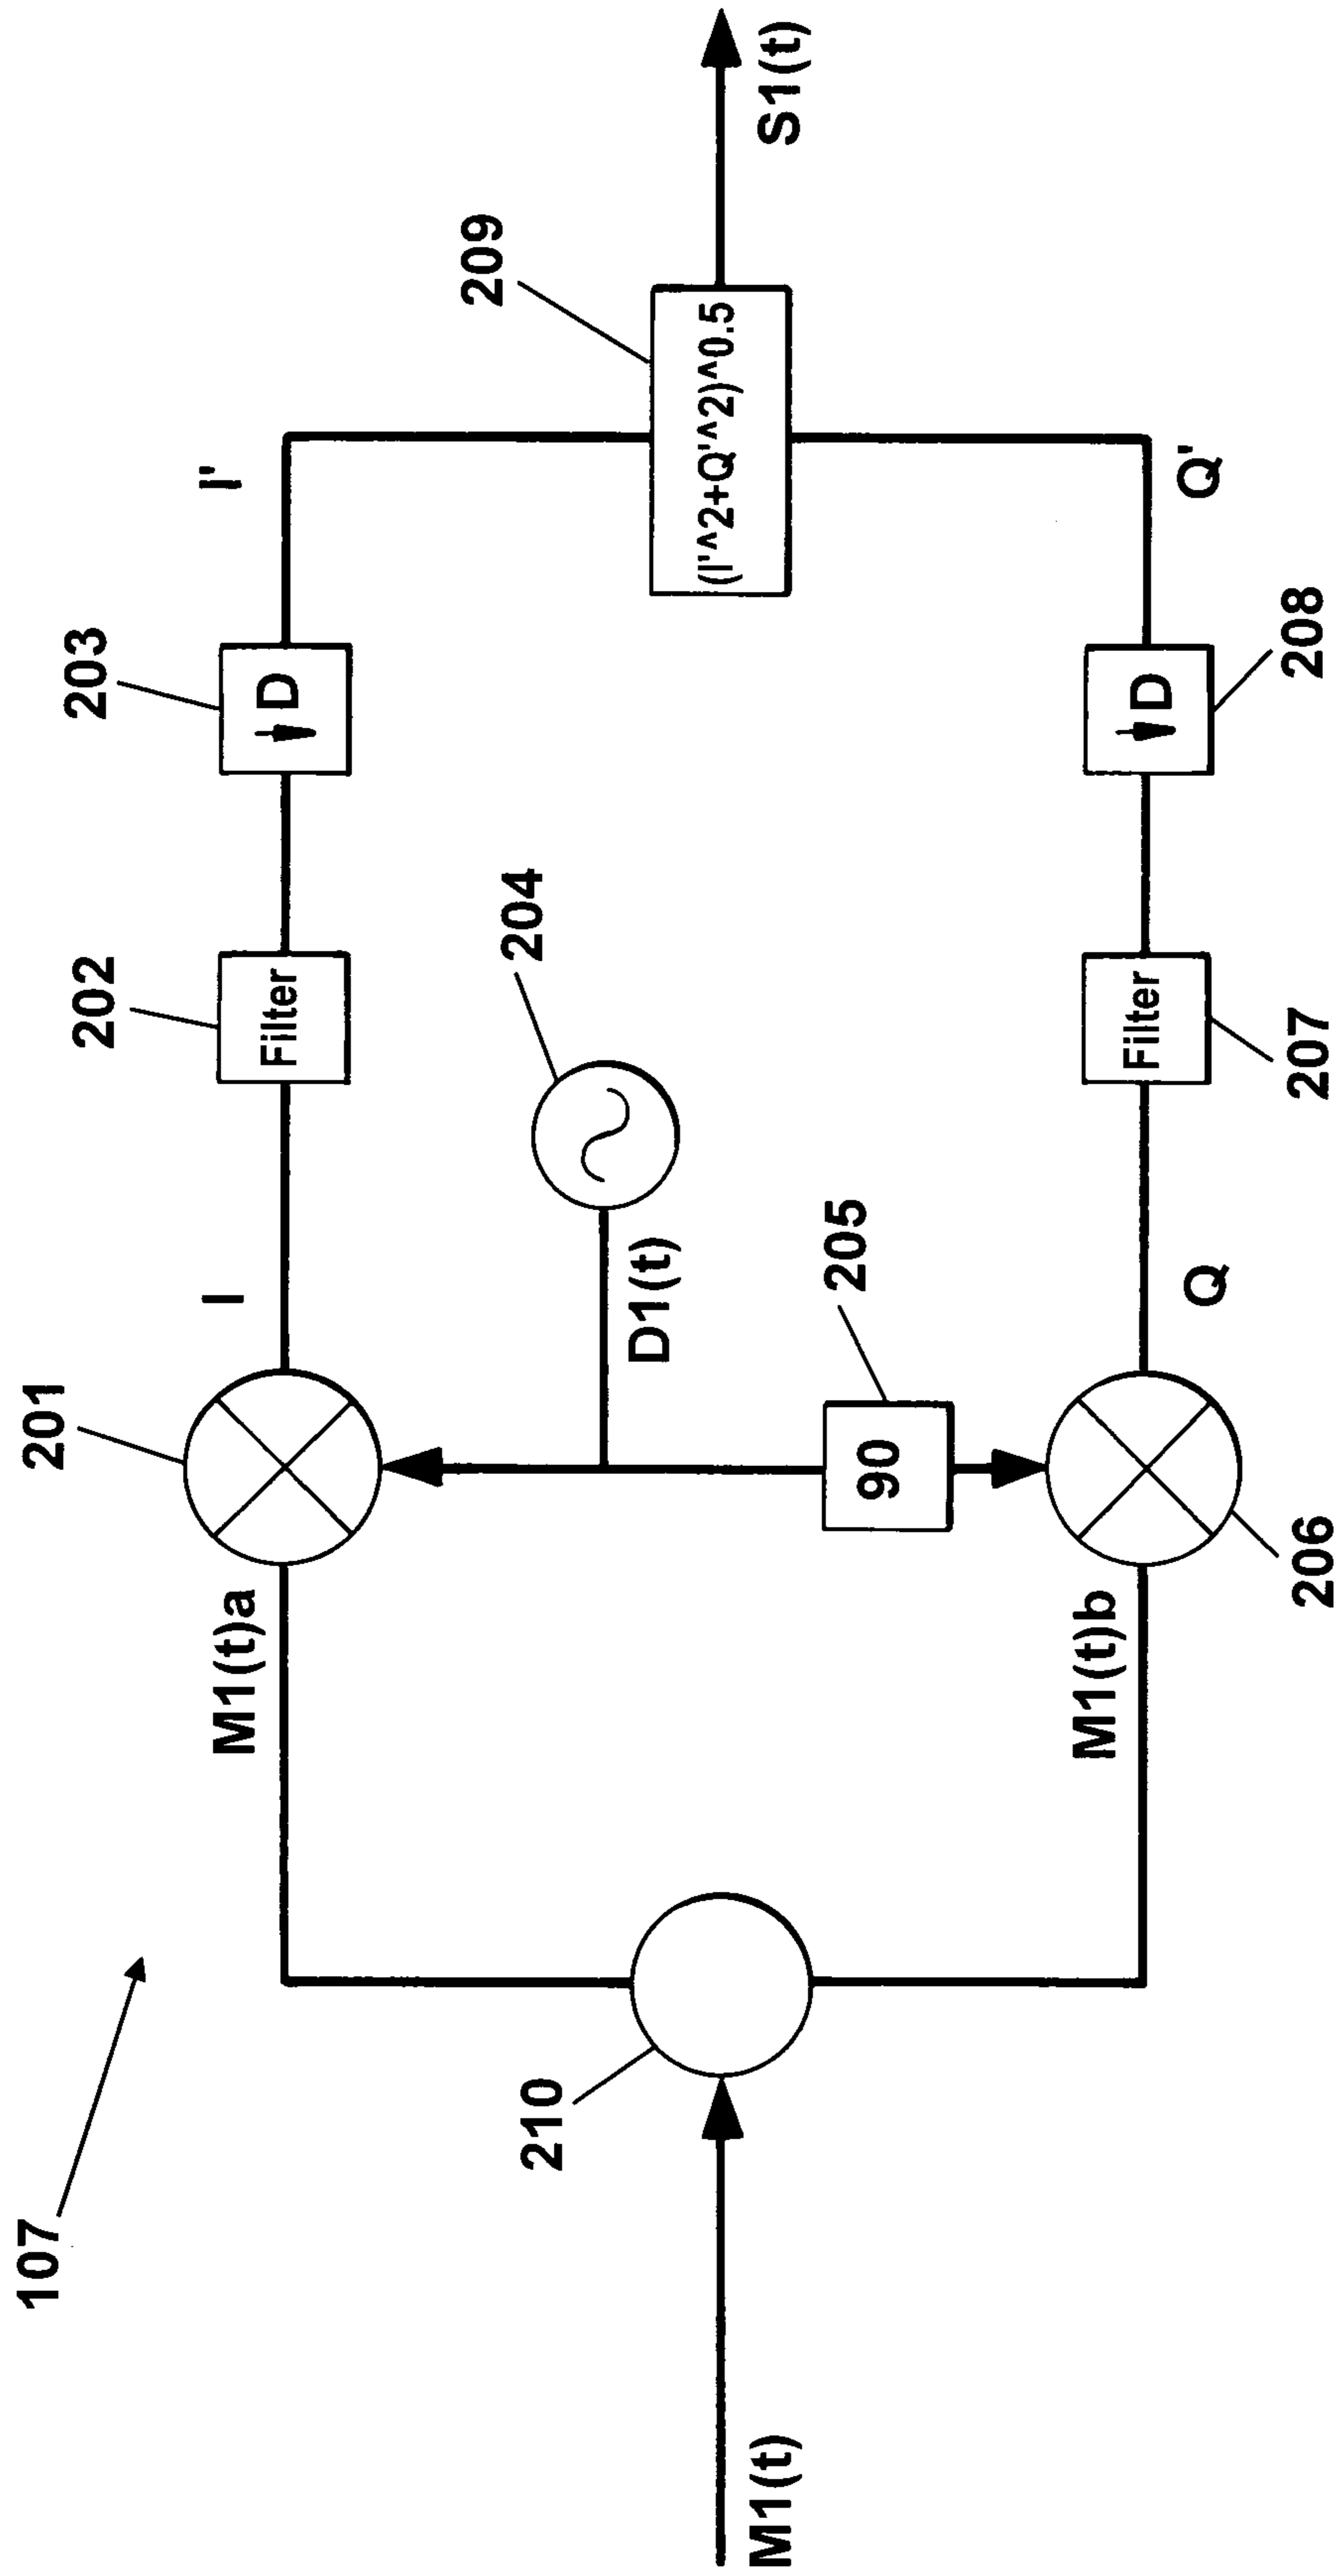 107
M1(t)
210
M1(t)a
M1(t)b
201
I
202
Filter
203
D
I'
204
D1(t)
205
90
206
Q
207
Filter
208
D
Q'
209
(I'^2+Q'^2)^0.5
S1(t)